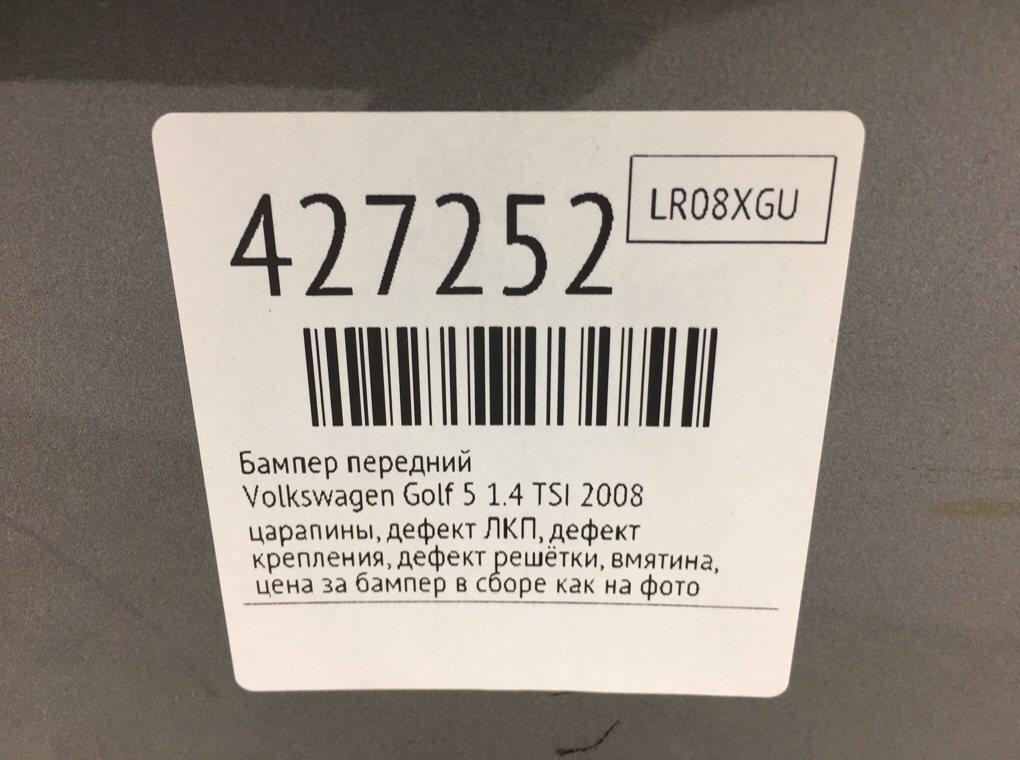 427252
LR08XGU
Бампер передний
Volkswagen Golf 5 1.4 TSI 2008
царапины, дефект ЛКП, дефект
крепления, дефект решётки, вмятина,
цена за бампер в сборе как на фото